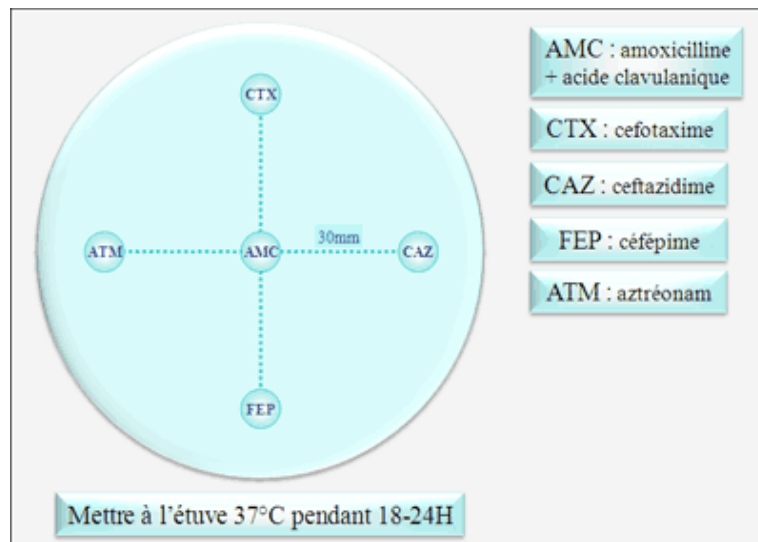 CTX
ATM
AMC
30mm
CAZ
FEP
AMC : amoxicilline
+ acide clavulanique
CTX : cefotaxime
CAZ : ceftazidime
FEP : céfépime
ATM : aztréonam
Mettre à l'étuve 37°C pendant 18-24H